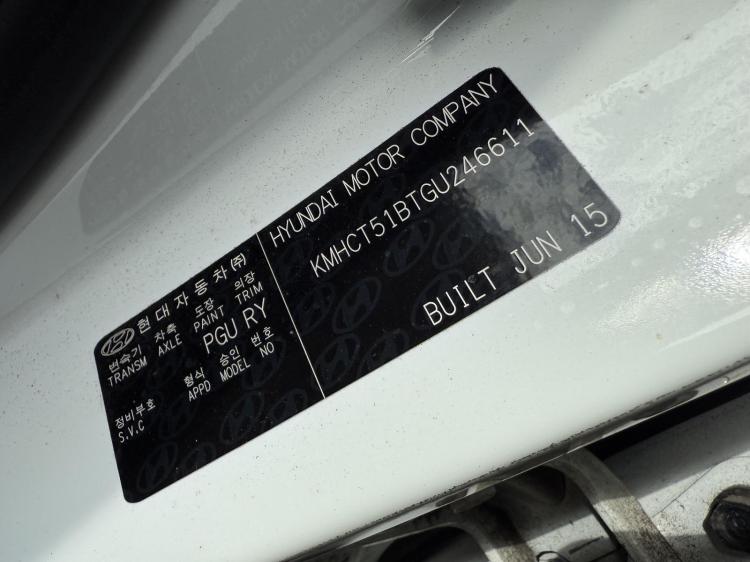 현대자동차(주)
변속기 차축 도장 의장
TRANSM AXLE PAINT TRIM
PGU RY
형식 승인 번호
APPD MODEL NO
정비부호
S.V.C
HYUNDAI MOTOR COMPANY
KMHCT51BTGU246611
BUILT JUN 15